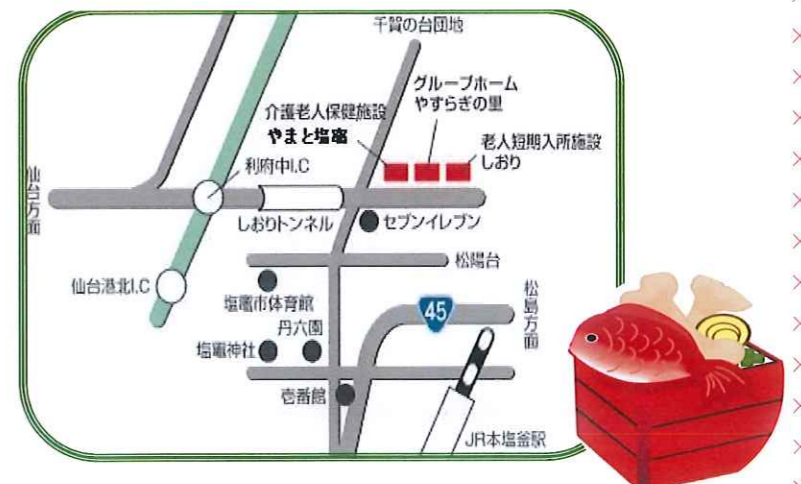 千賀の台団地
グループホーム
やすらぎの里
介護老人保健施設
やまと塩竈
老人短期入所施設
しおり
利府中I.C
仙台方面
しおりトンネル
セブンイレブン
松陽台
仙台港北I.C
塩竈市体育館
松島方面
45
丹六園
塩竈神社
壱番館
JR本塩釜駅